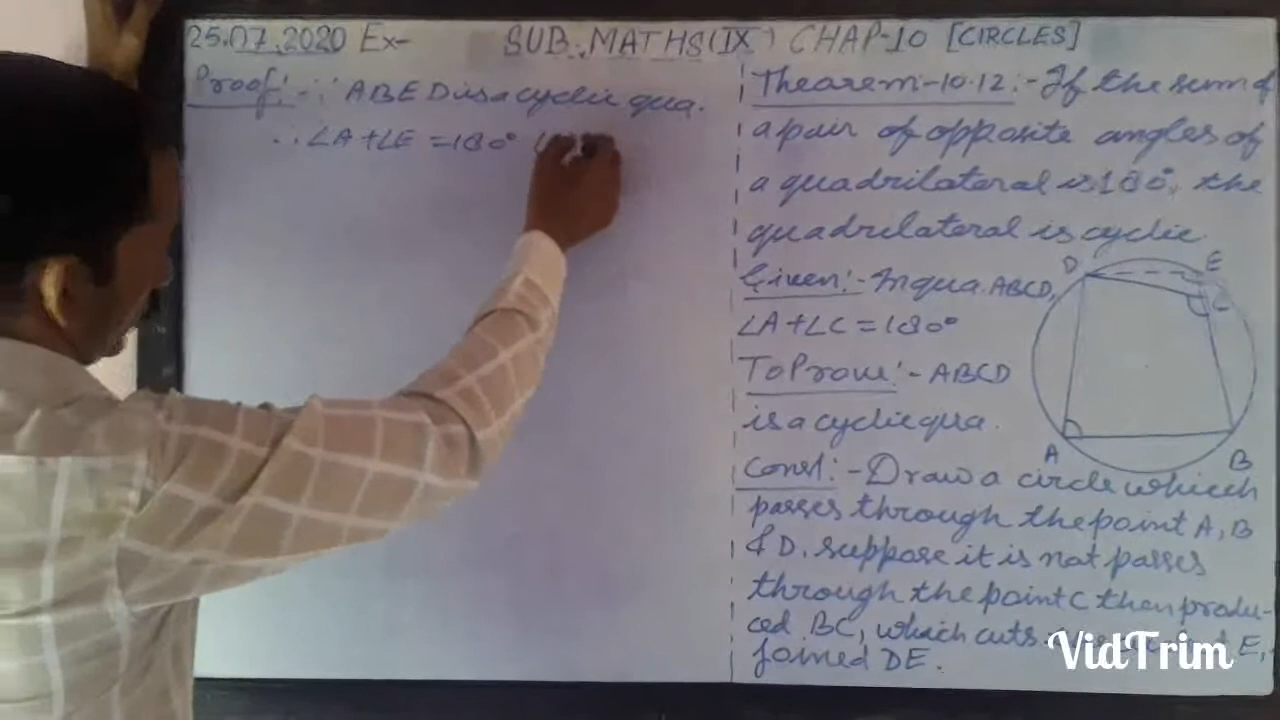 25.07.2020 Ex- SUB. MATHS(IX) CHAP-10 [CIRCLES]
Proof:- ∵ ABED is a cyclic qua.
∴ ∠A+∠E =180°
Thearem-10.12:- If the sum of
a pair of opposite angles of
a quadrilateral is 180°, the
quadrilateral is cyclic.
Given:- In qua. ABCD,
∠A+∠C =180°
To Prove:- ABCD
is a cyclic qua.
Const:- Draw a circle which
passes through the point A, B
& D. suppose it is not passes
through the point C then produ-
ced BC, which cuts E,
joined DE.
D E
C
A B
VidTrim